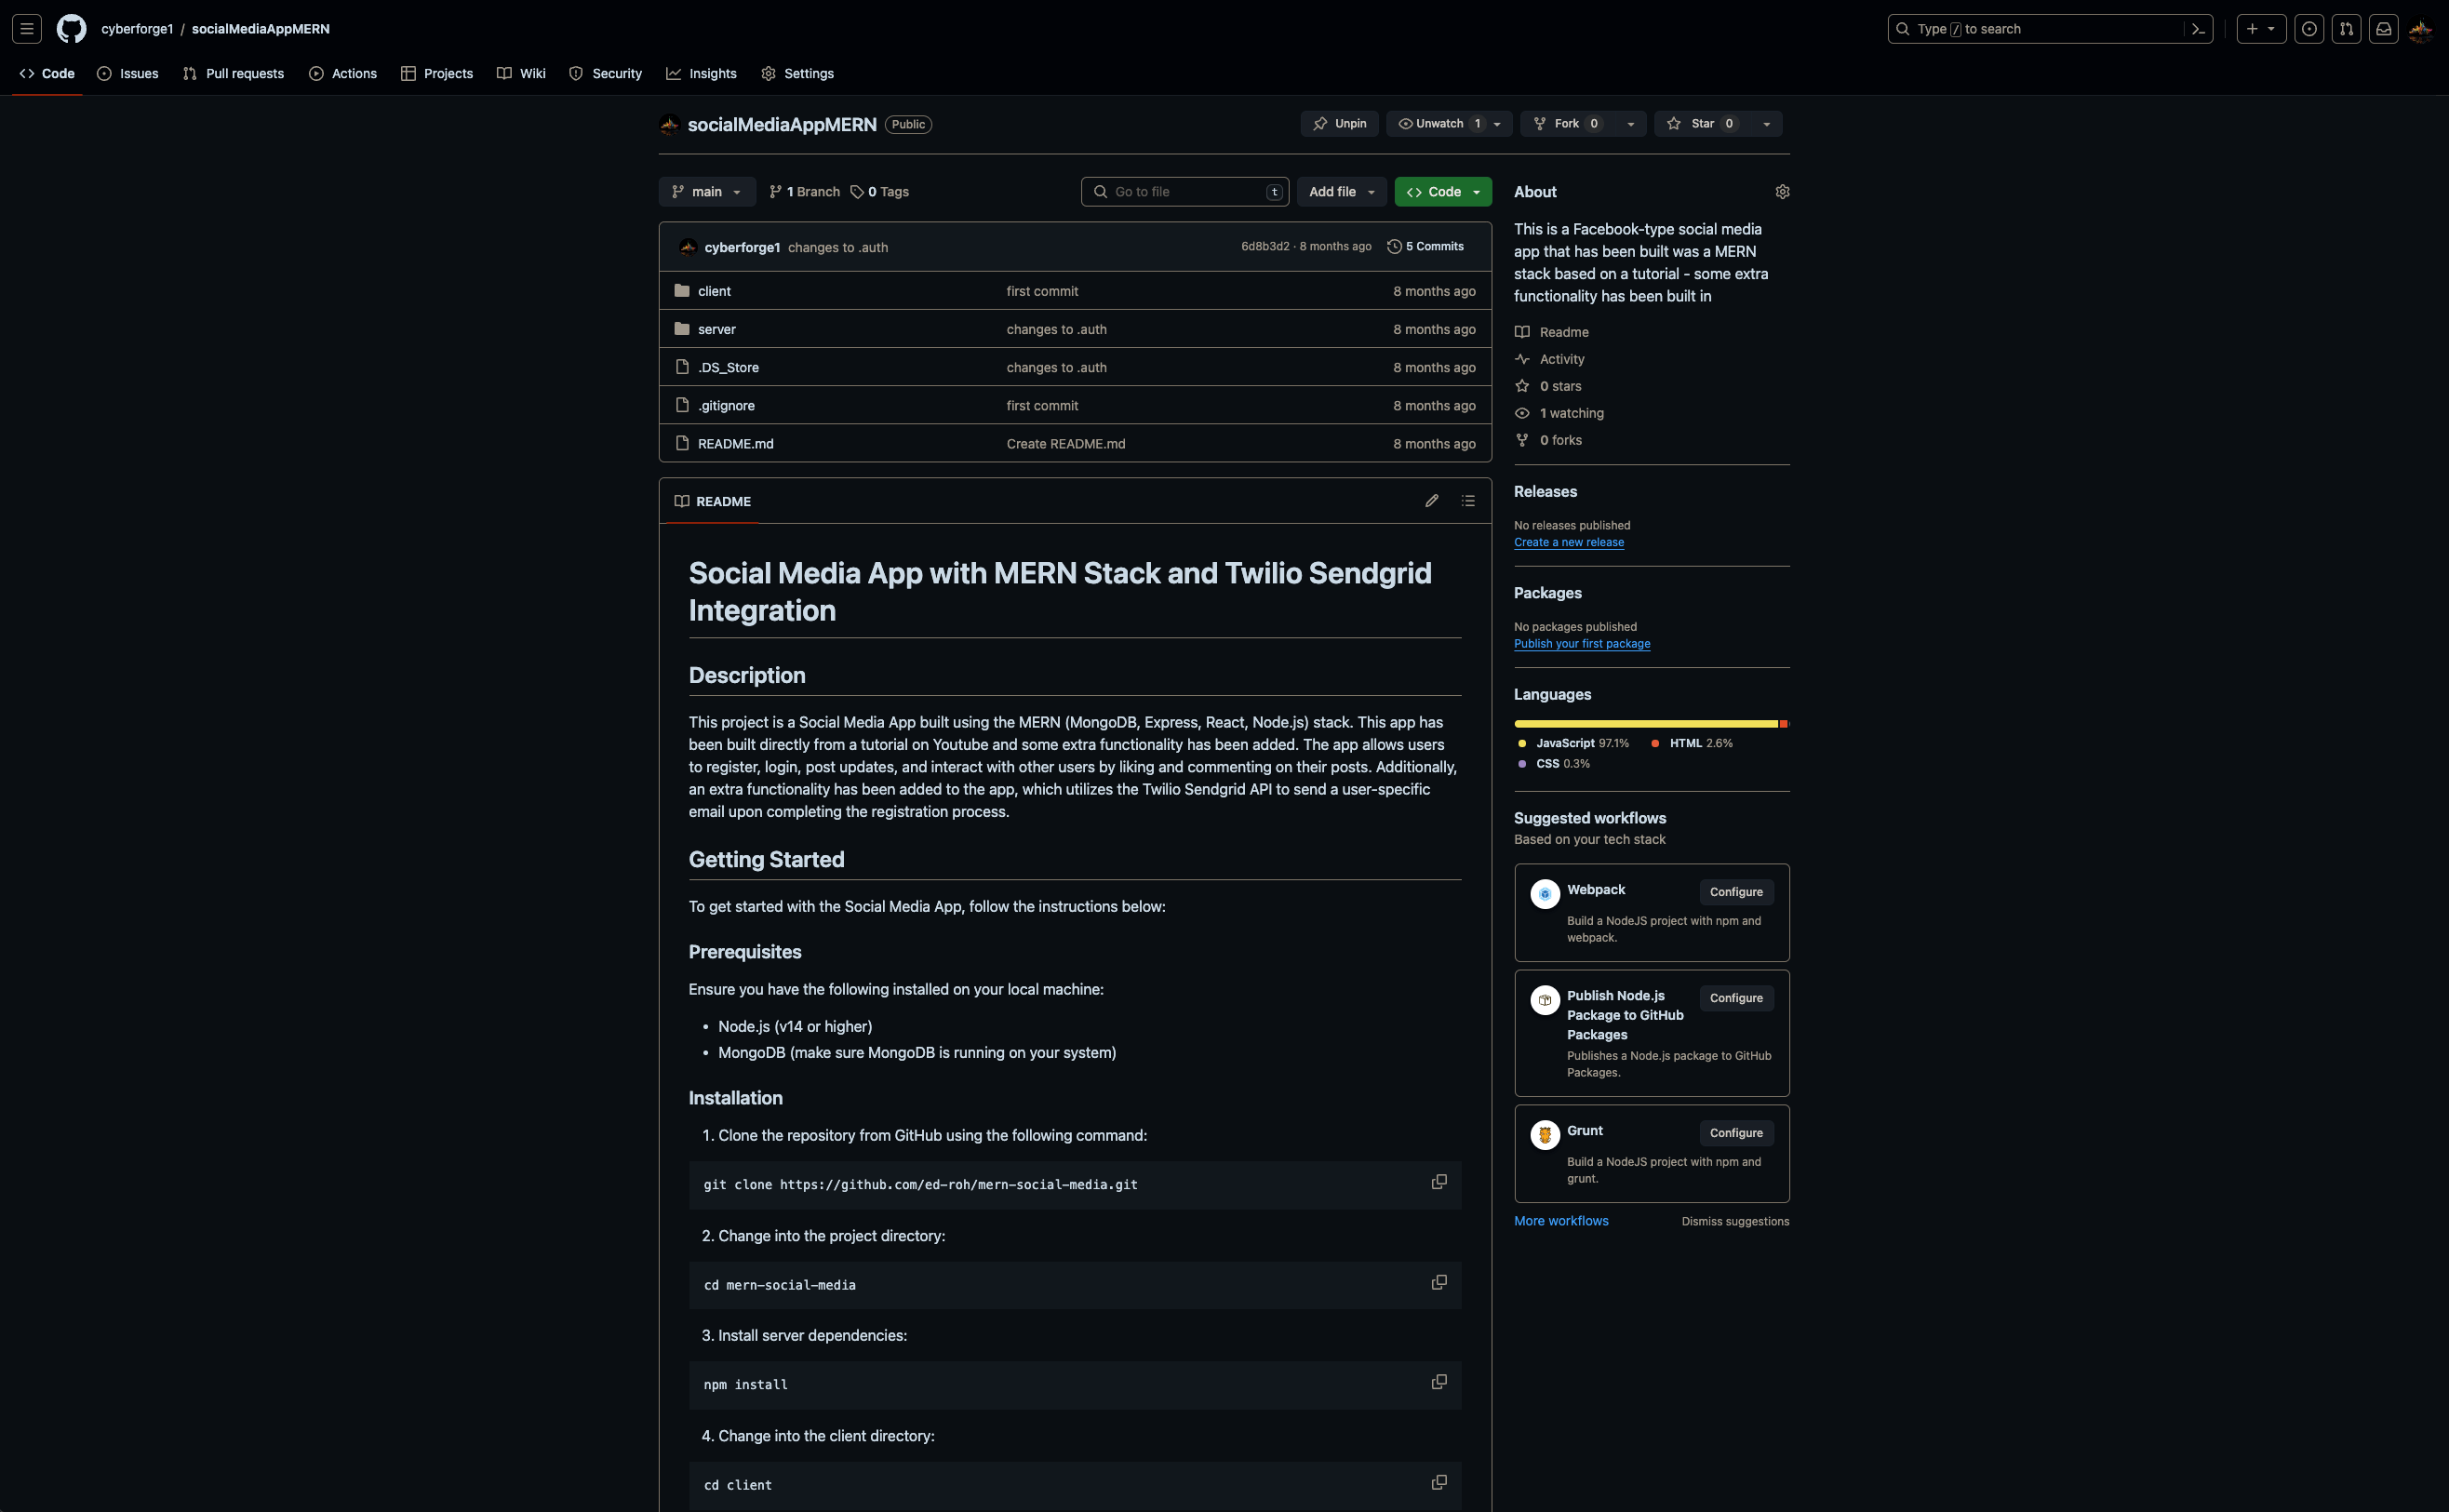 cyberforge1 / socialMediaAppMERN
Type / to search
Code
Issues
Pull requests
Actions
Projects
Wiki
Security
Insights
Settings
socialMediaAppMERN Public
Unpin
Unwatch 1
Fork 0
Star 0
main
1 Branch
0 Tags
Go to file t
Add file
Code
cyberforge1 changes to .auth 6d8b3d2 · 8 months ago 5 Commits
client first commit 8 months ago
server changes to .auth 8 months ago
.DS_Store changes to .auth 8 months ago
.gitignore first commit 8 months ago
README.md Create README.md 8 months ago
README
Social Media App with MERN Stack and Twilio Sendgrid
Integration
Description
This project is a Social Media App built using the MERN (MongoDB, Express, React, Node.js) stack. This app has
been built directly from a tutorial on Youtube and some extra functionality has been added. The app allows users
to register, login, post updates, and interact with other users by liking and commenting on their posts. Additionally,
an extra functionality has been added to the app, which utilizes the Twilio Sendgrid API to send a user-specific
email upon completing the registration process.
Getting Started
To get started with the Social Media App, follow the instructions below:
Prerequisites
Ensure you have the following installed on your local machine:
• Node.js (v14 or higher)
• MongoDB (make sure MongoDB is running on your system)
Installation
1. Clone the repository from GitHub using the following command:
git clone https://github.com/ed-roh/mern-social-media.git
2. Change into the project directory:
cd mern-social-media
3. Install server dependencies:
npm install
4. Change into the client directory:
cd client
About
This is a Facebook-type social media
app that has been built was a MERN
stack based on a tutorial - some extra
functionality has been built in
Readme
Activity
0 stars
1 watching
0 forks
Releases
No releases published
Create a new release
Packages
No packages published
Publish your first package
Languages
JavaScript 97.1% HTML 2.6%
CSS 0.3%
Suggested workflows
Based on your tech stack
Webpack Configure
Build a NodeJS project with npm and
webpack.
Publish Node.js Configure
Package to GitHub
Packages
Publishes a Node.js package to GitHub
Packages.
Grunt Configure
Build a NodeJS project with npm and
grunt.
More workflows Dismiss suggestions